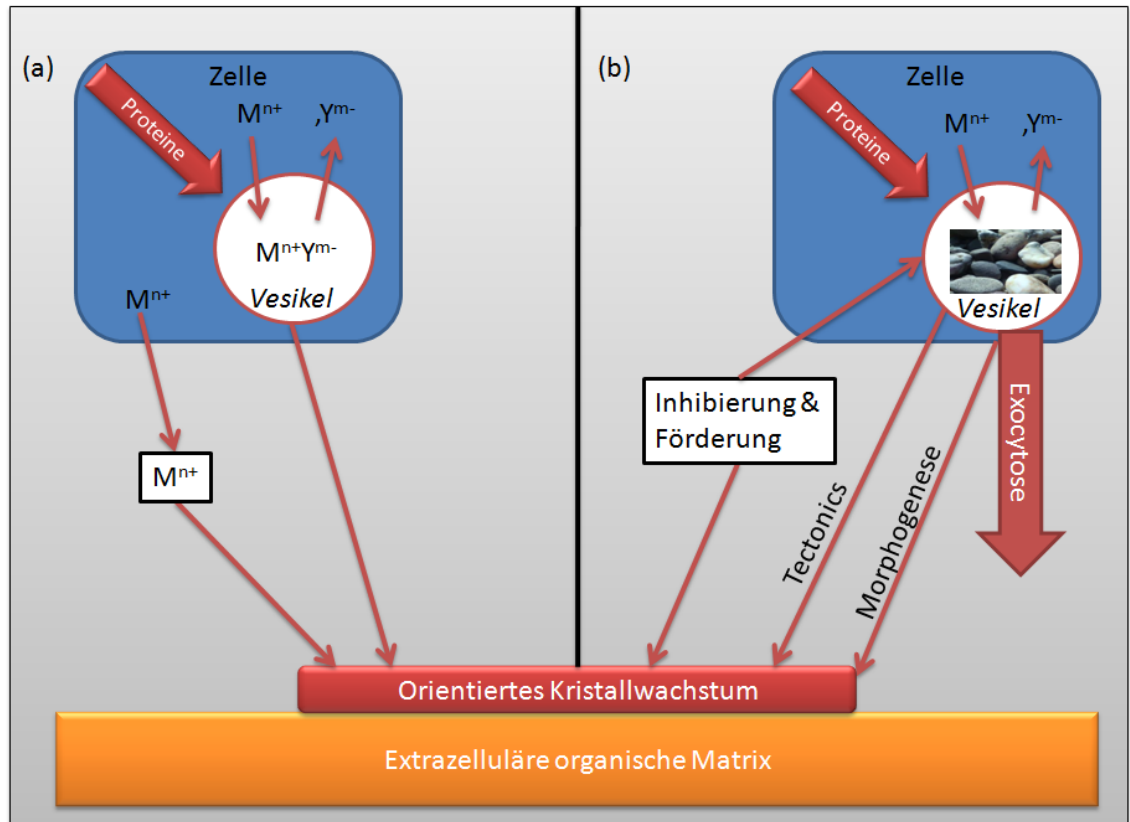 (a)
Zelle
Proteine
Mⁿ⁺ ,Yᵐ⁻
Mⁿ⁺Yᵐ⁻
Vesikel
Mⁿ⁺
Mⁿ⁺
(b)
Zelle
Proteine
Mⁿ⁺ ,Yᵐ⁻
Vesikel
Inhibierung &
Förderung
Tectonics
Morphogenese
Exocytose
Orientiertes Kristallwachstum
Extrazelluläre organische Matrix